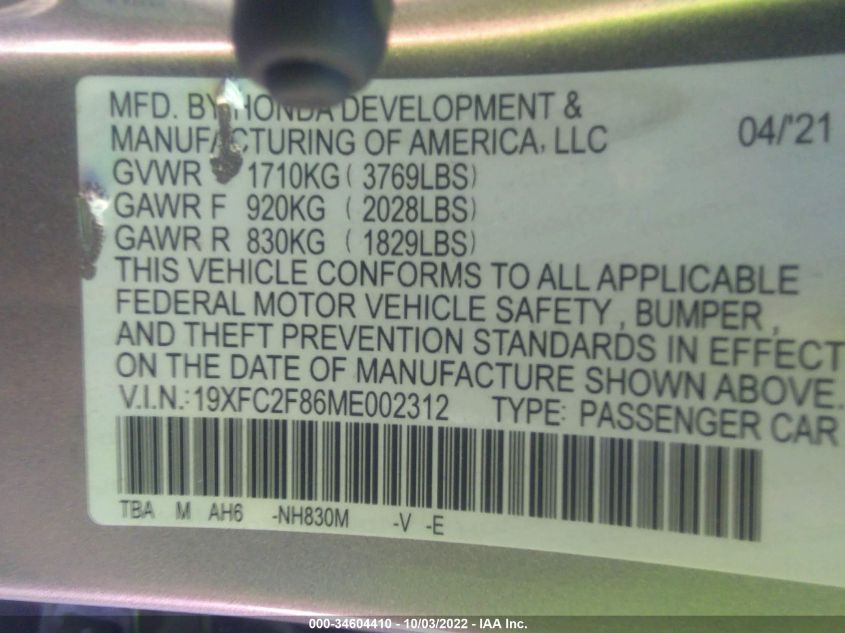 MFD. BY HONDA DEVELOPMENT &
MANUFACTURING OF AMERICA, LLC 04/'21
GVWR 1710KG ( 3769LBS)
GAWR F 920KG ( 2028LBS)
GAWR R 830KG ( 1829LBS)
THIS VEHICLE CONFORMS TO ALL APPLICABLE
FEDERAL MOTOR VEHICLE SAFETY , BUMPER ,
AND THEFT PREVENTION STANDARDS IN EFFECT
ON THE DATE OF MANUFACTURE SHOWN ABOVE.
V.I.N.: 19XFC2F86ME002312 TYPE: PASSENGER CAR
TBA M AH6 -NH830M -V -E
000-34604410 - 10/03/2022 - IAA Inc.